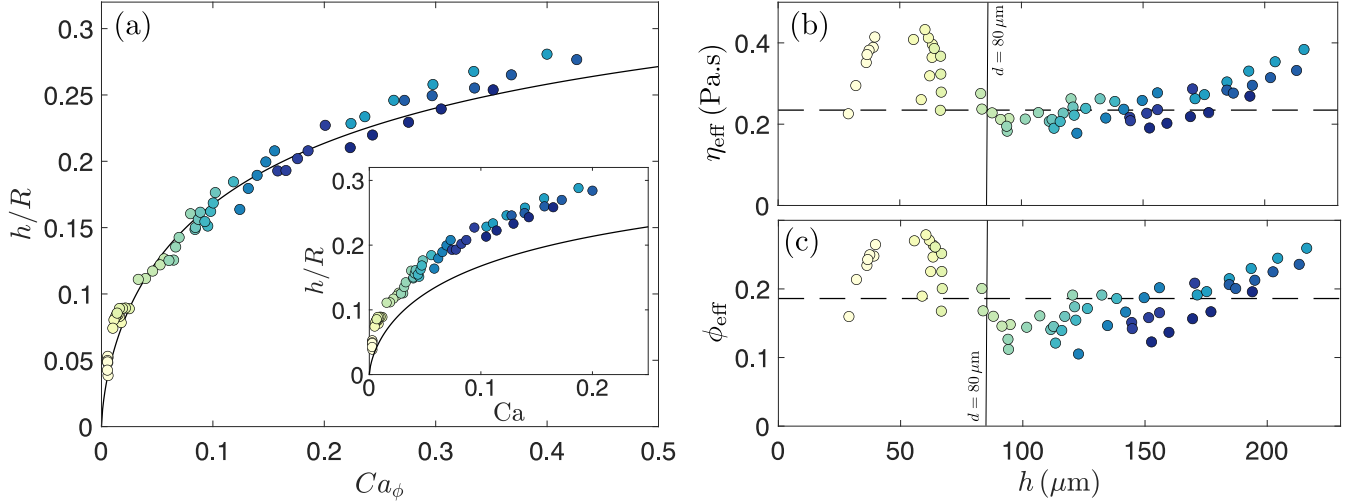 (a)
0.3
0.25
0.2
0.15
0.1
0.05
0
h/R
0 0.1 0.2 0.3 0.4 0.5
Ca_ϕ
0.3
0.2
0.1
0
h/R
0 0.1 0.2
Ca
(b)
d = 80 μm
0.4
0.2
0
η_eff (Pa.s)
(c)
d = 80 μm
0.2
0.1
0
ϕ_eff
0 50 100 150 200
h (μm)